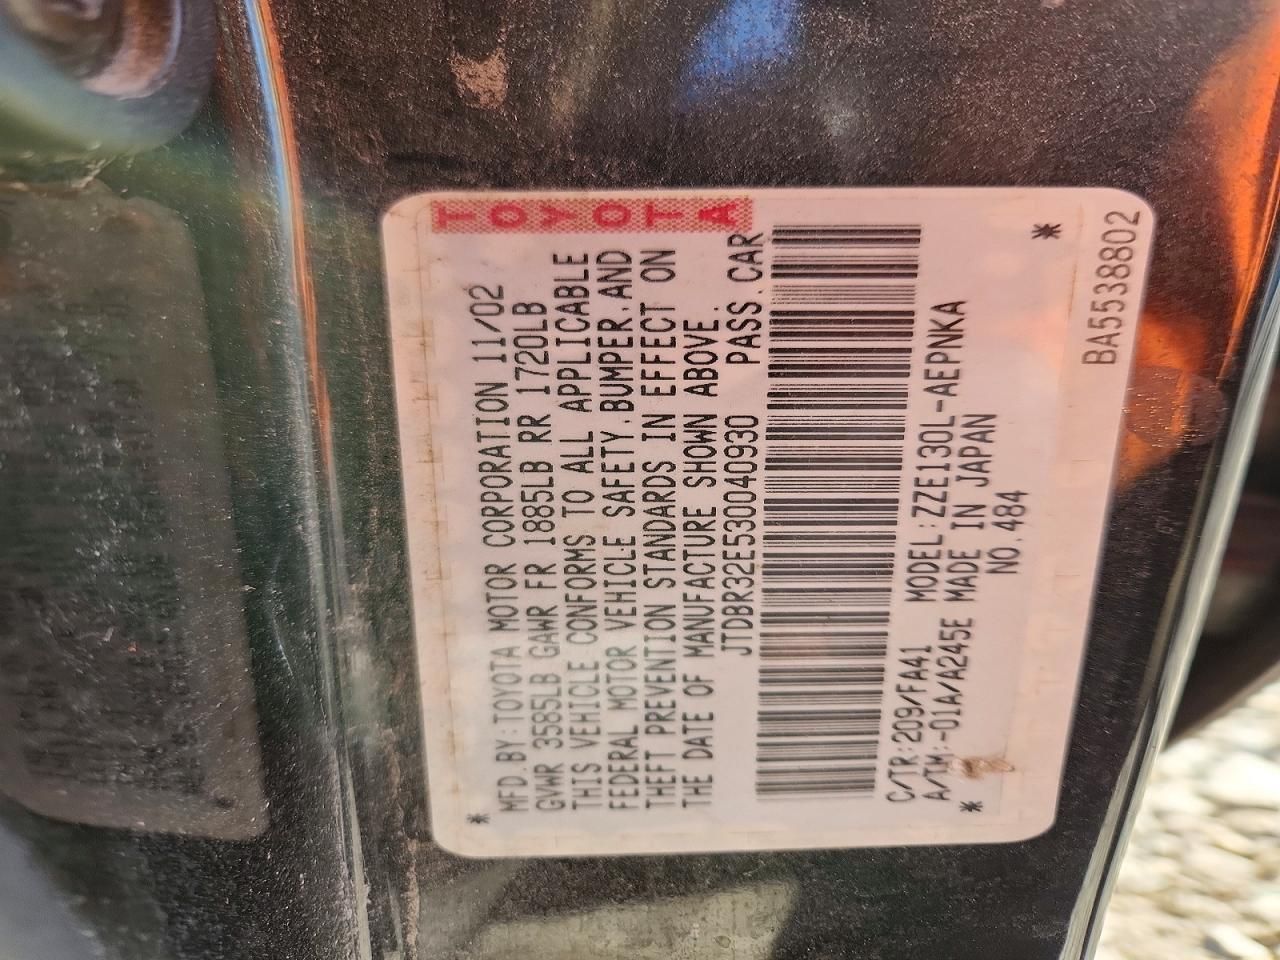 TOYOTA
*
MFD.BY:TOYOTA MOTOR CORPORATION 11/02
GVWR 3585LB GAWR FR 1885LB RR 1720LB
THIS VEHICLE CONFORMS TO ALL APPLICABLE
FEDERAL MOTOR VEHICLE SAFETY,BUMPER,AND
THEFT PREVENTION STANDARDS IN EFFECT ON
THE DATE OF MANUFACTURE SHOWN ABOVE.
JTDBR32E530040930 PASS.CAR
C/TR:209/FA41 MODEL:ZZE130L-AEPNKA
A/TM:-01A/A245E MADE IN JAPAN
* NO.484 *
BA5538802